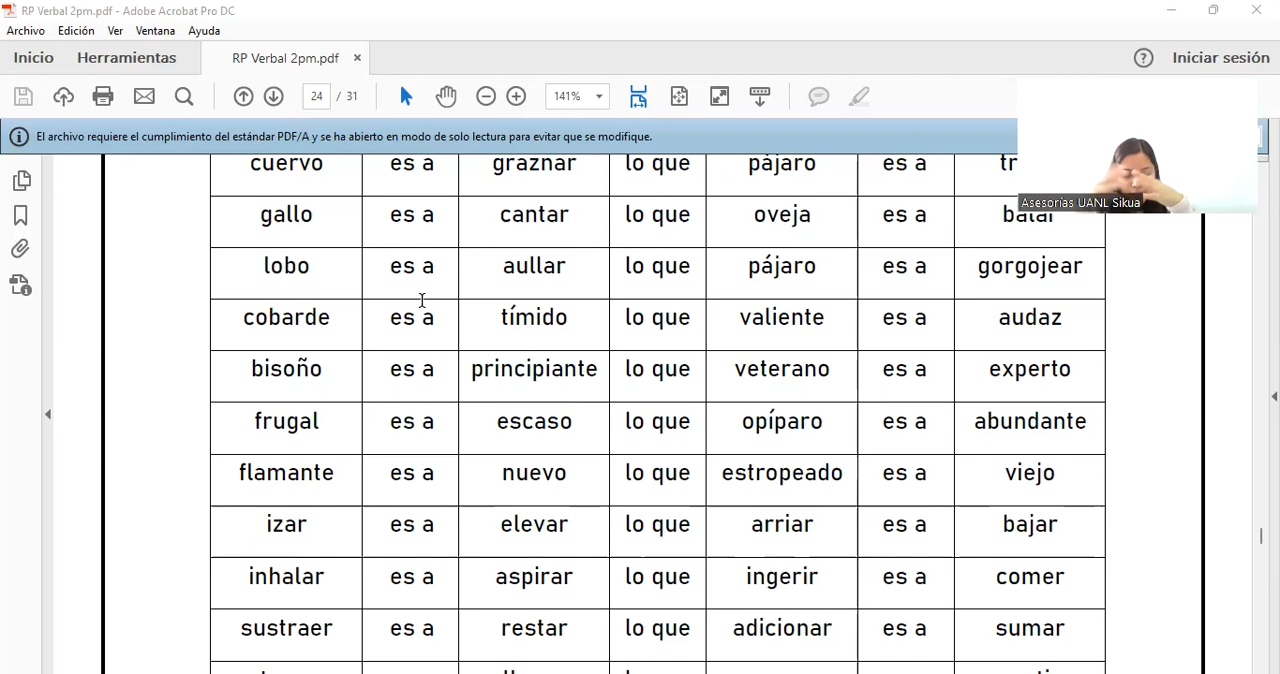 RP Verbal 2pm.pdf - Adobe Acrobat Pro DC
Archivo Edición Ver Ventana Ayuda
Inicio Herramientas RP Verbal 2pm.pdf × Iniciar sesión
24 / 31 141%
El archivo requiere el cumplimiento del estándar PDF/A y se ha abierto en modo de solo lectura para evitar que se modifique.
Asesorías UANL Sikua
cuervo es a graznar lo que pájaro es a
gallo es a cantar lo que oveja es a balar
lobo es a aullar lo que pájaro es a gorgojear
cobarde es a tímido lo que valiente es a audaz
bisoño es a principiante lo que veterano es a experto
frugal es a escaso lo que opíparo es a abundante
flamante es a nuevo lo que estropeado es a viejo
izar es a elevar lo que arriar es a bajar
inhalar es a aspirar lo que ingerir es a comer
sustraer es a restar lo que adicionar es a sumar